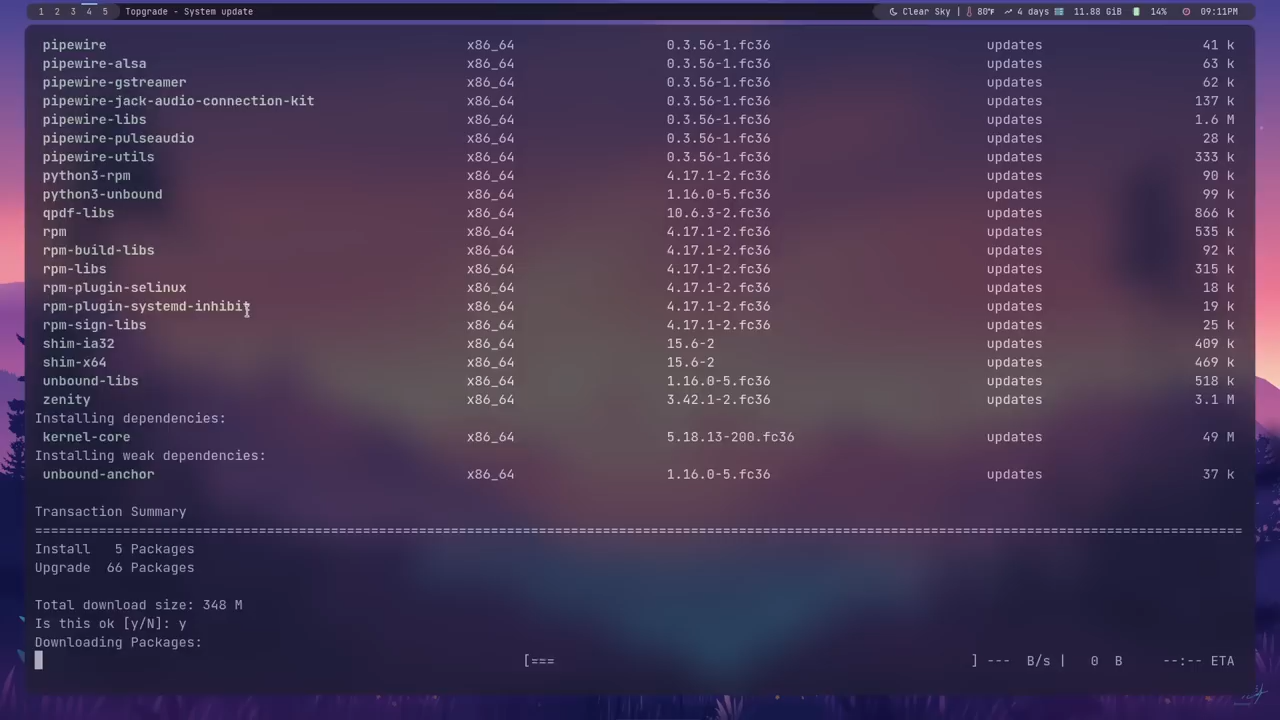 1 2 3 4 5 Topgrade - System update Clear Sky | 80°F 4 days 11.88 GiB 14% 09:11PM
pipewire x86_64 0.3.56-1.fc36 updates 41 k
pipewire-alsa x86_64 0.3.56-1.fc36 updates 63 k
pipewire-gstreamer x86_64 0.3.56-1.fc36 updates 62 k
pipewire-jack-audio-connection-kit x86_64 0.3.56-1.fc36 updates 137 k
pipewire-libs x86_64 0.3.56-1.fc36 updates 1.6 M
pipewire-pulseaudio x86_64 0.3.56-1.fc36 updates 28 k
pipewire-utils x86_64 0.3.56-1.fc36 updates 333 k
python3-rpm x86_64 4.17.1-2.fc36 updates 90 k
python3-unbound x86_64 1.16.0-5.fc36 updates 99 k
qpdf-libs x86_64 10.6.3-2.fc36 updates 866 k
rpm x86_64 4.17.1-2.fc36 updates 535 k
rpm-build-libs x86_64 4.17.1-2.fc36 updates 92 k
rpm-libs x86_64 4.17.1-2.fc36 updates 315 k
rpm-plugin-selinux x86_64 4.17.1-2.fc36 updates 18 k
rpm-plugin-systemd-inhibit x86_64 4.17.1-2.fc36 updates 19 k
rpm-sign-libs x86_64 4.17.1-2.fc36 updates 25 k
shim-ia32 x86_64 15.6-2 updates 409 k
shim-x64 x86_64 15.6-2 updates 469 k
unbound-libs x86_64 1.16.0-5.fc36 updates 518 k
zenity x86_64 3.42.1-2.fc36 updates 3.1 M
Installing dependencies:
kernel-core x86_64 5.18.13-200.fc36 updates 49 M
Installing weak dependencies:
unbound-anchor x86_64 1.16.0-5.fc36 updates 37 k
Transaction Summary
================================================================================
Install 5 Packages
Upgrade 66 Packages
Total download size: 348 M
Is this ok [y/N]: y
Downloading Packages:
[=== ] --- B/s | 0 B --:-- ETA